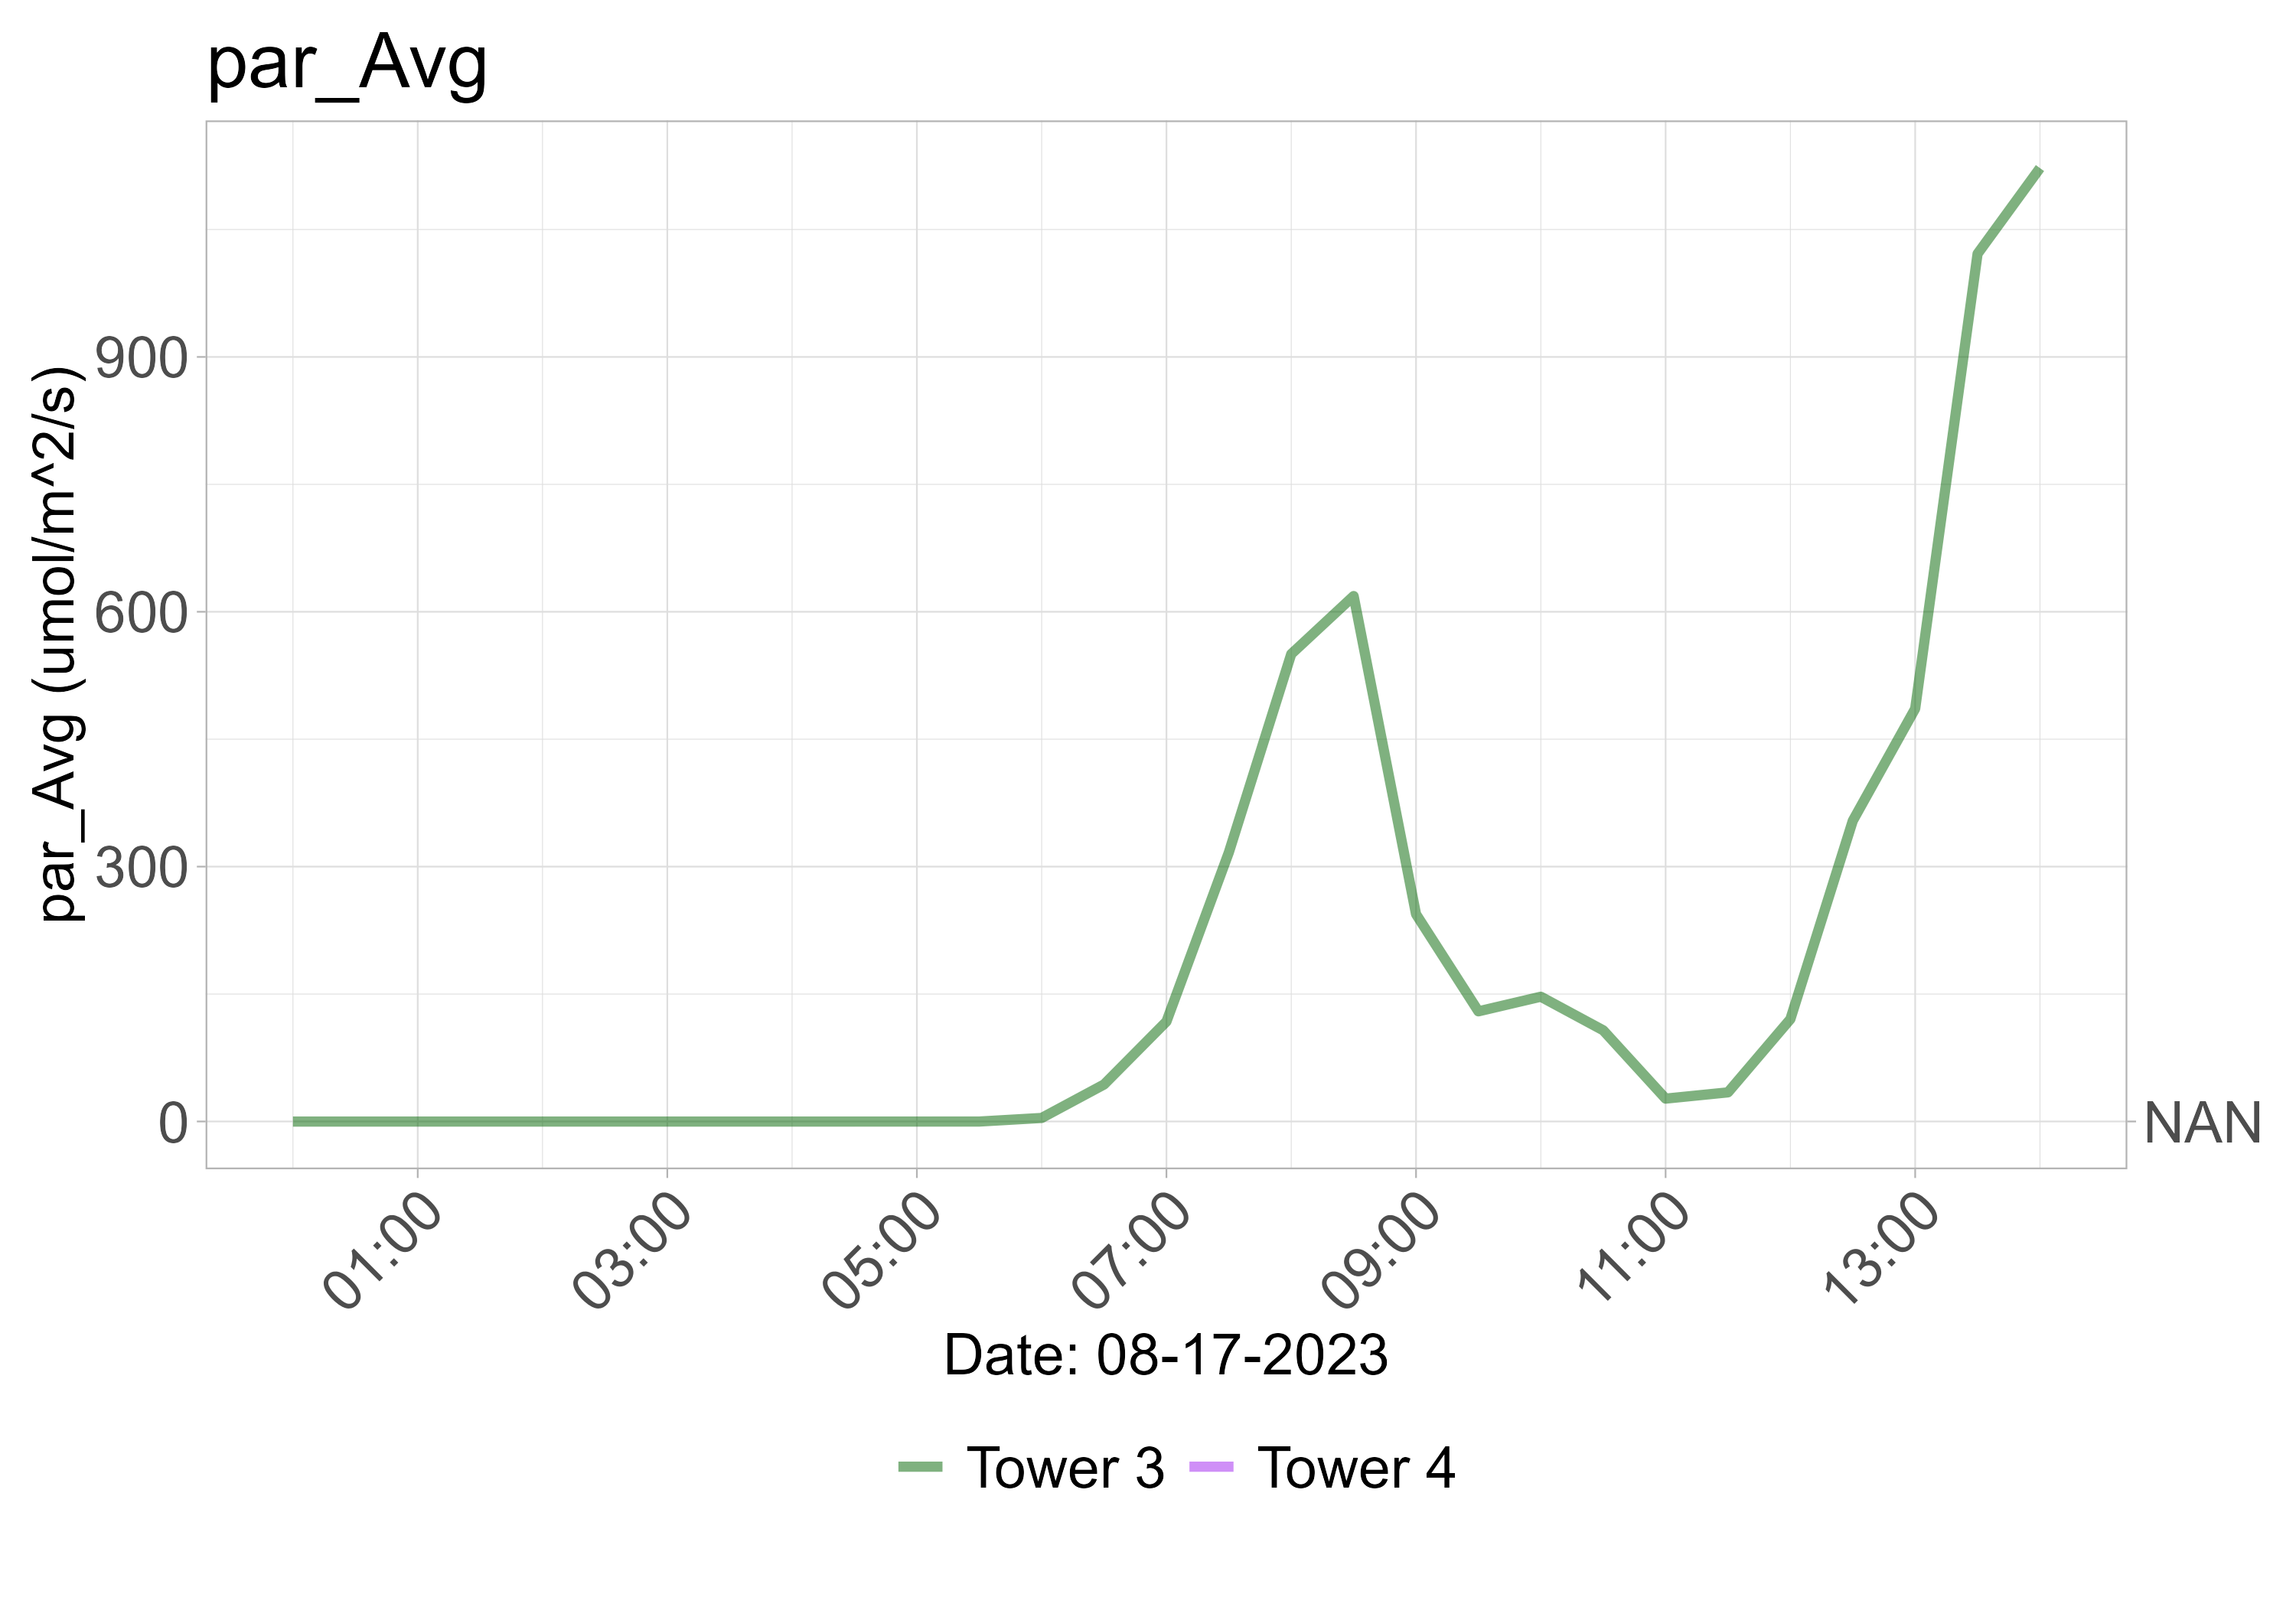 par_Avg
par_Avg (umol/m^2/s)
900
600
300
0
NAN
01:00
03:00
05:00
07:00
09:00
11:00
13:00
Date: 08-17-2023
Tower 3
Tower 4